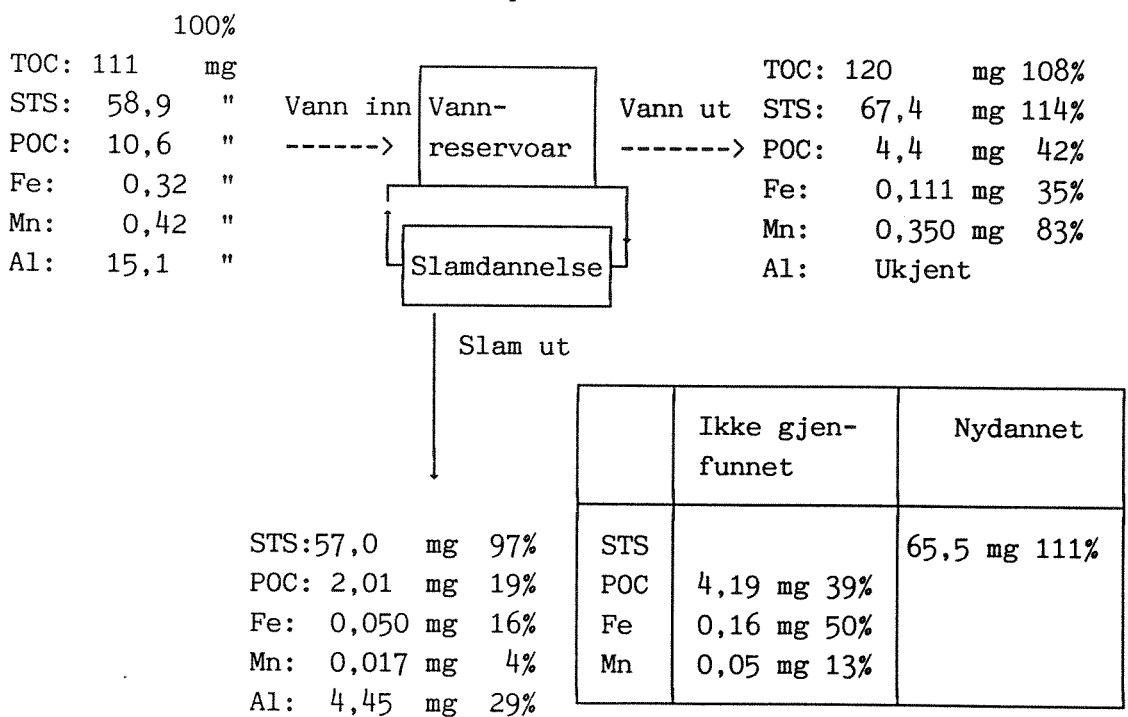 100%
TOC: 111 mg
STS: 58,9 "
POC: 10,6 "
Fe: 0,32 "
Mn: 0,42 "
Al: 15,1 "
Vann inn
------>
Vann-
reservoar
Vann ut
------->
TOC: 120 mg 108%
STS: 67,4 mg 114%
POC: 4,4 mg 42%
Fe: 0,111 mg 35%
Mn: 0,350 mg 83%
Al: Ukjent
Slamdannelse
Slam ut
STS:57,0 mg 97%
POC: 2,01 mg 19%
Fe: 0,050 mg 16%
Mn: 0,017 mg 4%
Al: 4,45 mg 29%
Ikke gjen-
funnet
Nydannet
STS 65,5 mg 111%
POC 4,19 mg 39%
Fe 0,16 mg 50%
Mn 0,05 mg 13%